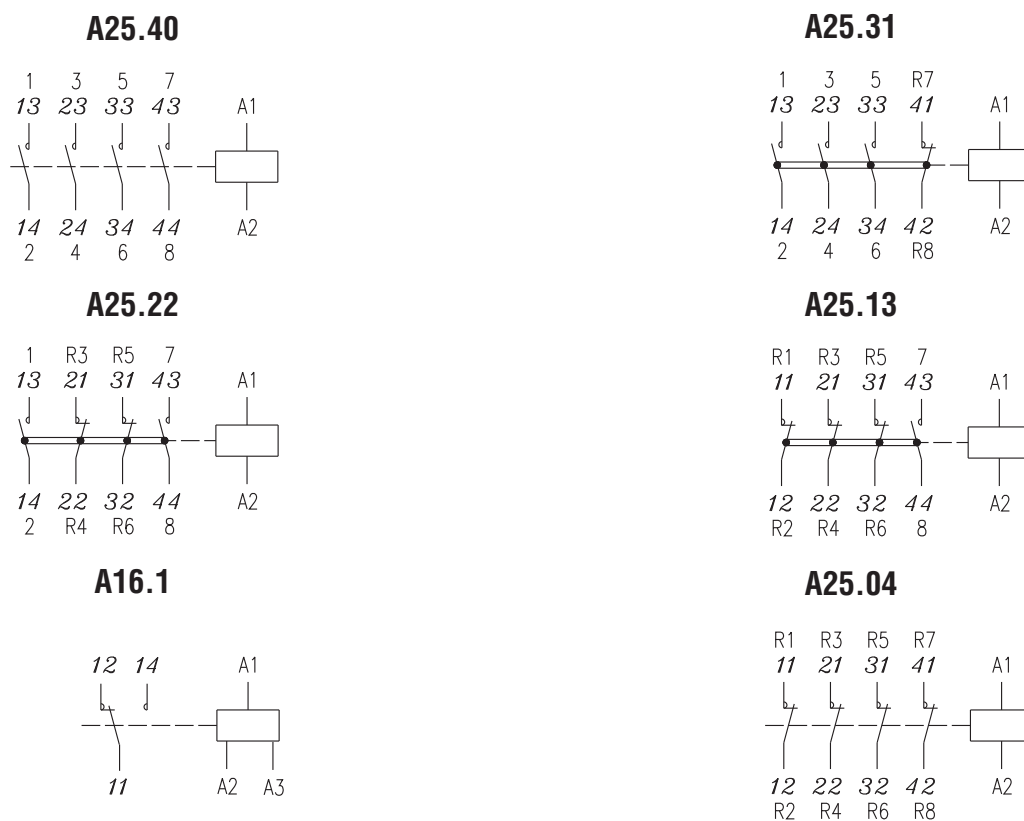 A25.40
1 3 5 7
13 23 33 43 A1
14 24 34 44 A2
2 4 6 8
A25.31
1 3 5 R7
13 23 33 41 A1
14 24 34 42 A2
2 4 6 R8
A25.22
1 R3 R5 7
13 21 31 43 A1
14 22 32 44 A2
2 R4 R6 8
A25.13
R1 R3 R5 7
11 21 31 43 A1
12 22 32 44 A2
R2 R4 R6 8
A16.1
12 14 A1
11 A2 A3
A25.04
R1 R3 R5 R7
11 21 31 41 A1
12 22 32 42 A2
R2 R4 R6 R8